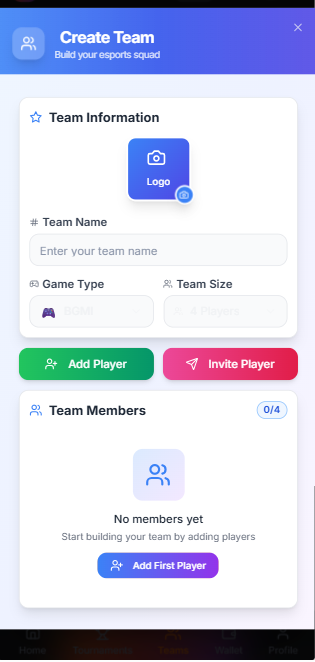 Create Team
Build your esports squad
Team Information
Logo
Team Name
Enter your team name
Game Type
Team Size
BGMI
4 Players
Add Player
Invite Player
Team Members
0/4
No members yet
Start building your team by adding players
Add First Player
Home
Tournaments
Teams
Wallet
Profile